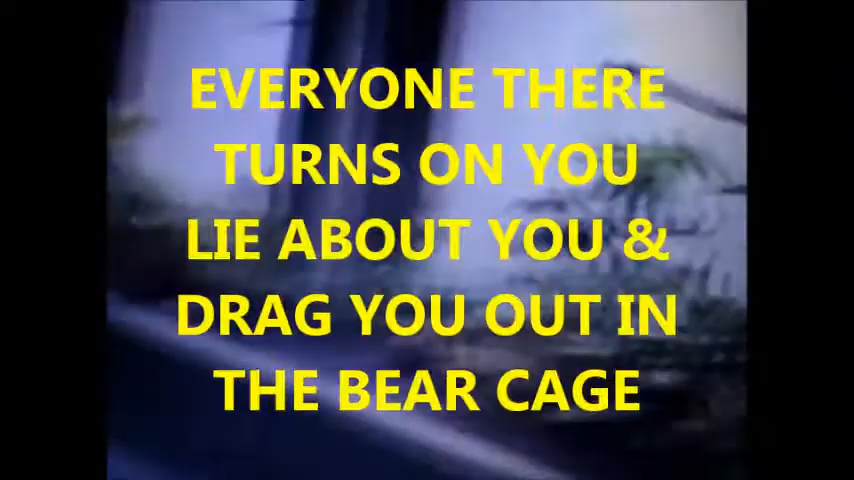 EVERYONE THERE
TURNS ON YOU
LIE ABOUT YOU &
DRAG YOU OUT IN
THE BEAR CAGE